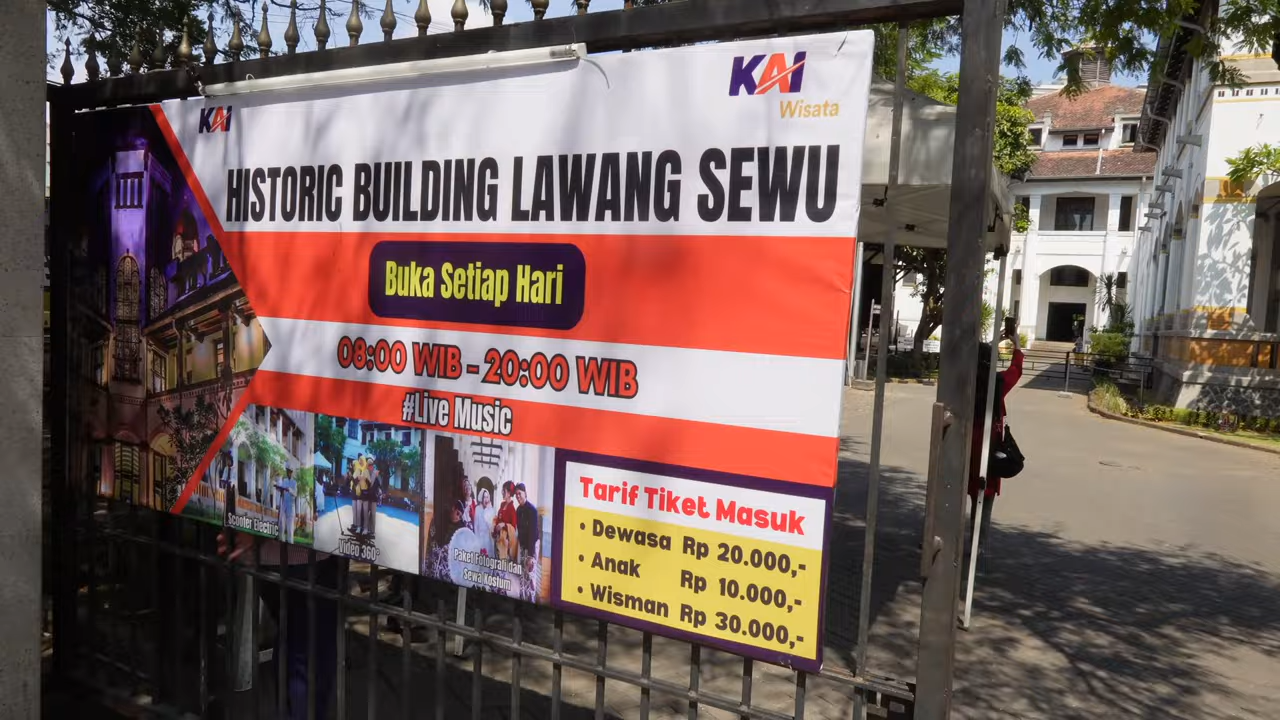 KAI
KAI
Wisata
HISTORIC BUILDING LAWANG SEWU
Buka Setiap Hari
08:00 WIB - 20:00 WIB
#Live Music
Scooter Electric
Video 360°
Paket Fotografi dan
Sewa Kostum
Tarif Tiket Masuk
• Dewasa Rp 20.000,-
• Anak Rp 10.000,-
• Wisman Rp 30.000,-